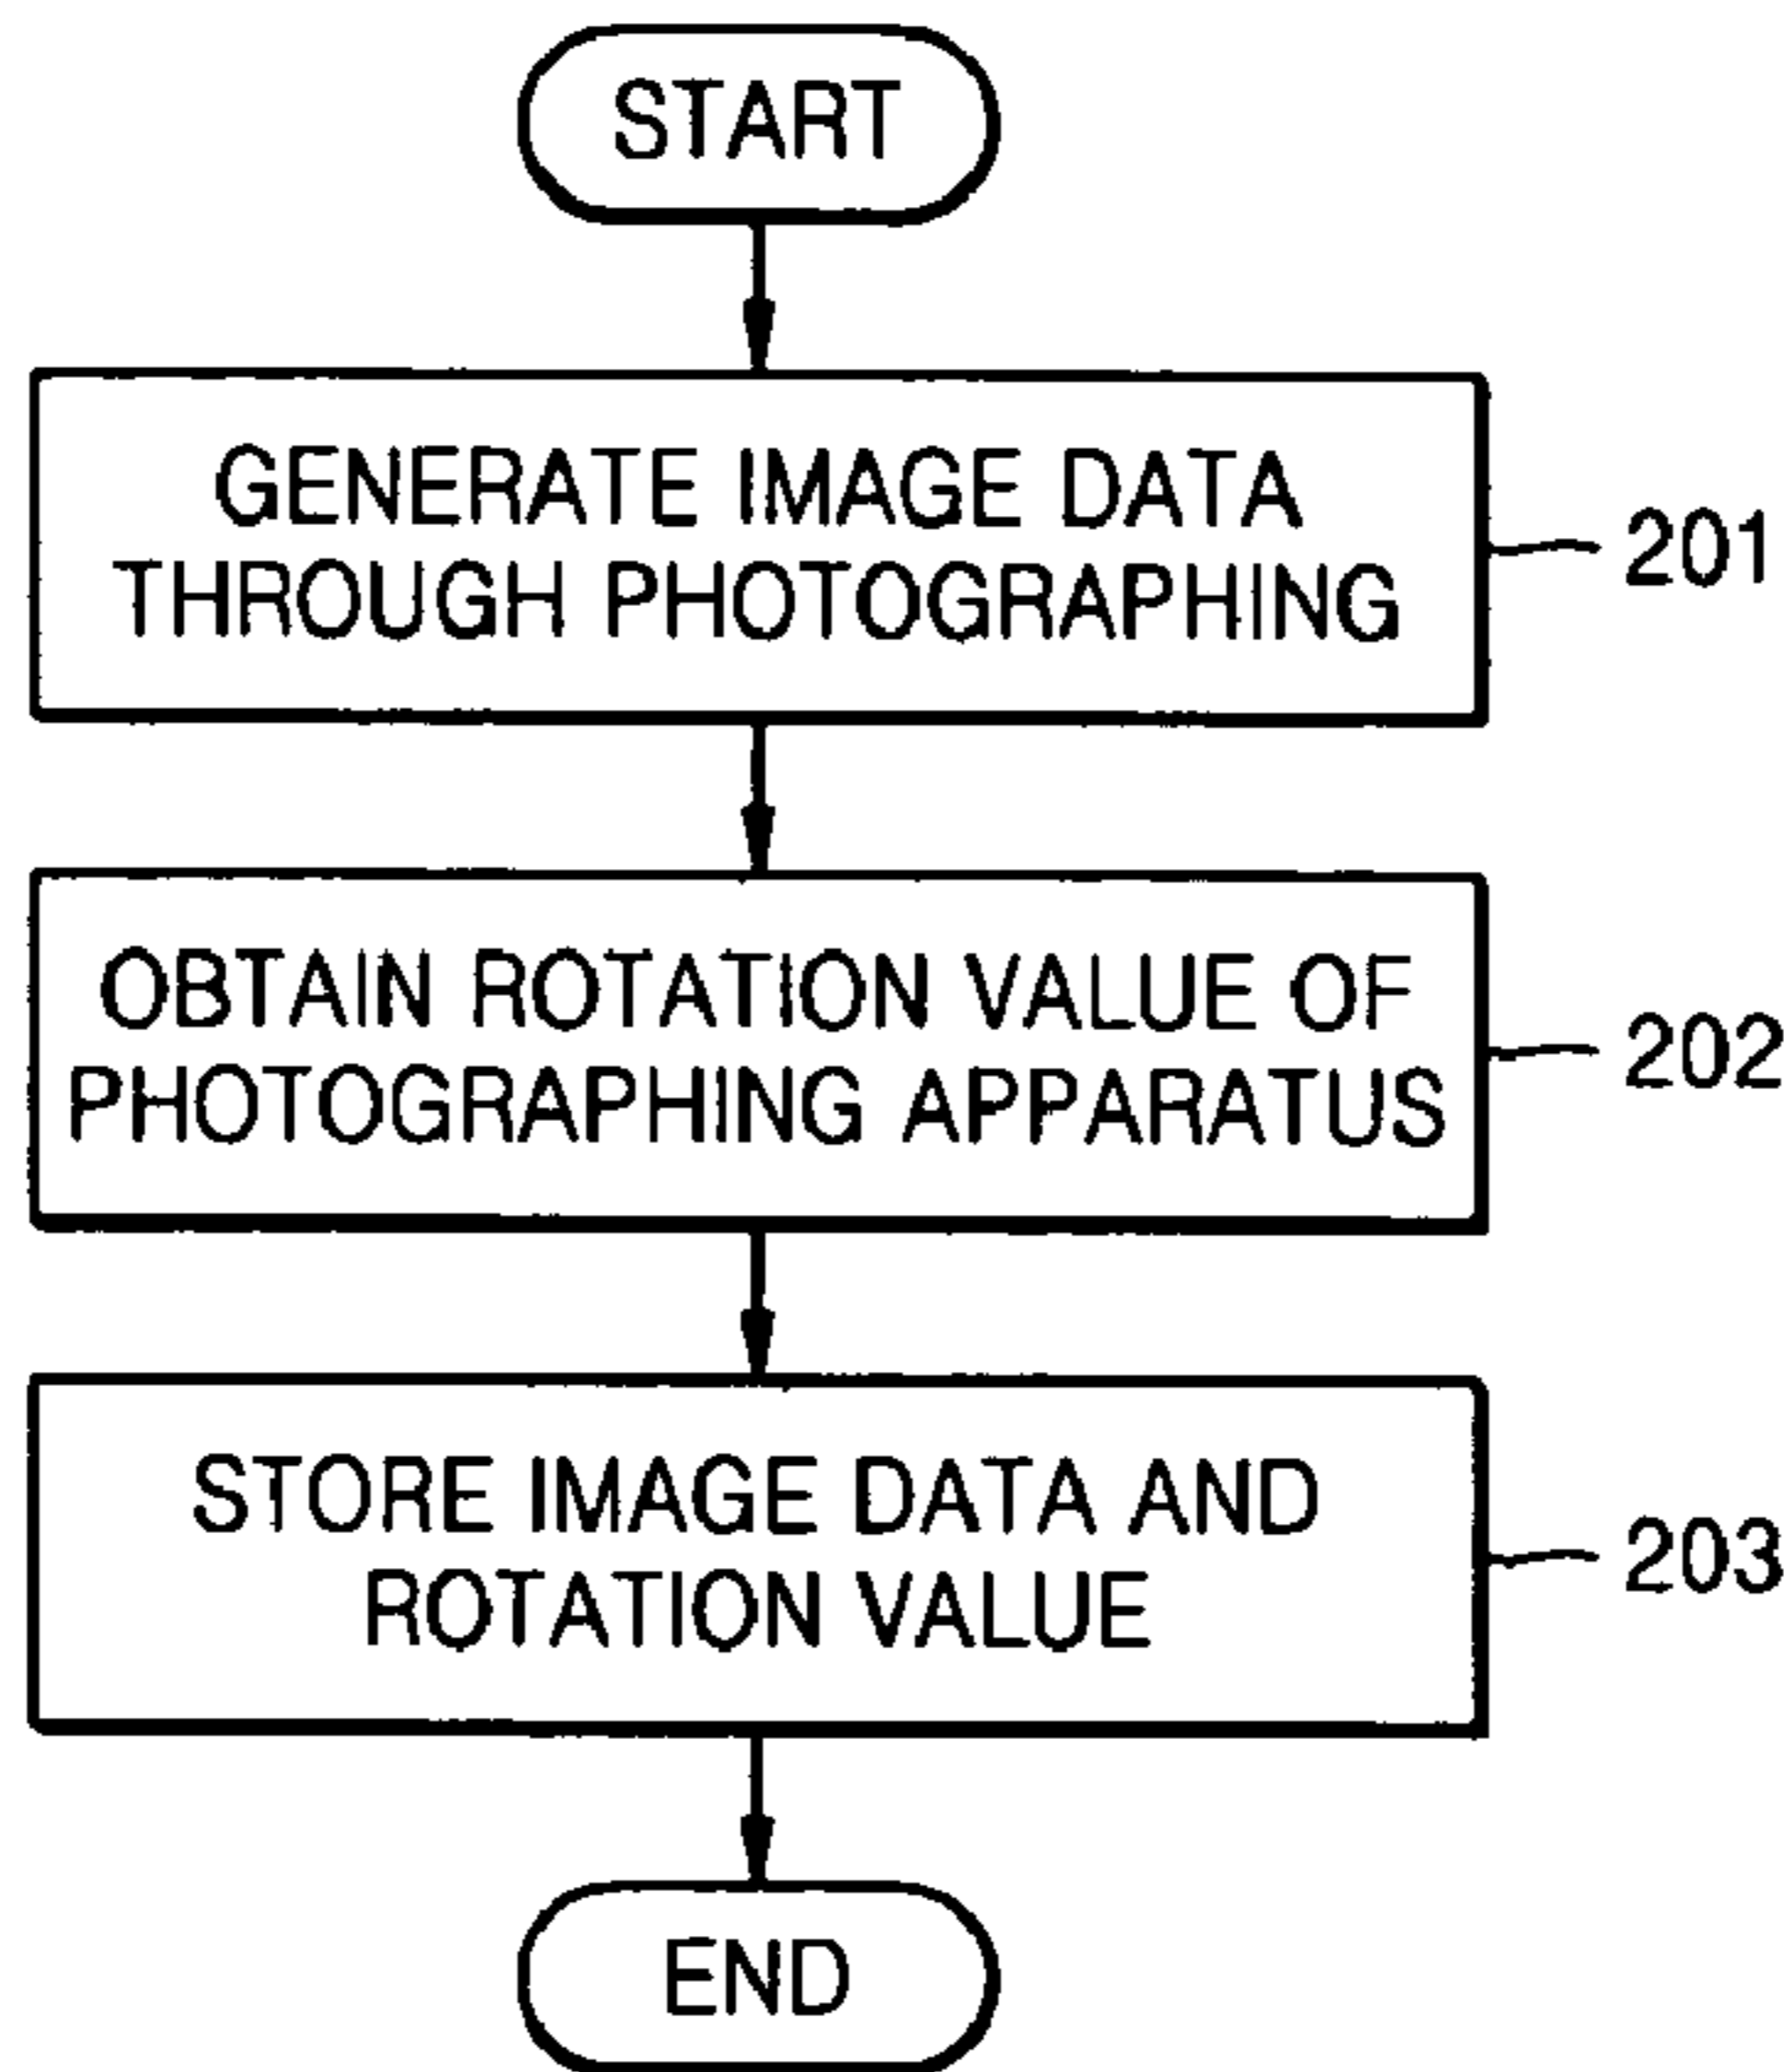 START
GENERATE IMAGE DATA
THROUGH PHOTOGRAPHING
201
OBTAIN ROTATION VALUE OF
PHOTOGRAPHING APPARATUS
202
STORE IMAGE DATA AND
ROTATION VALUE
203
END